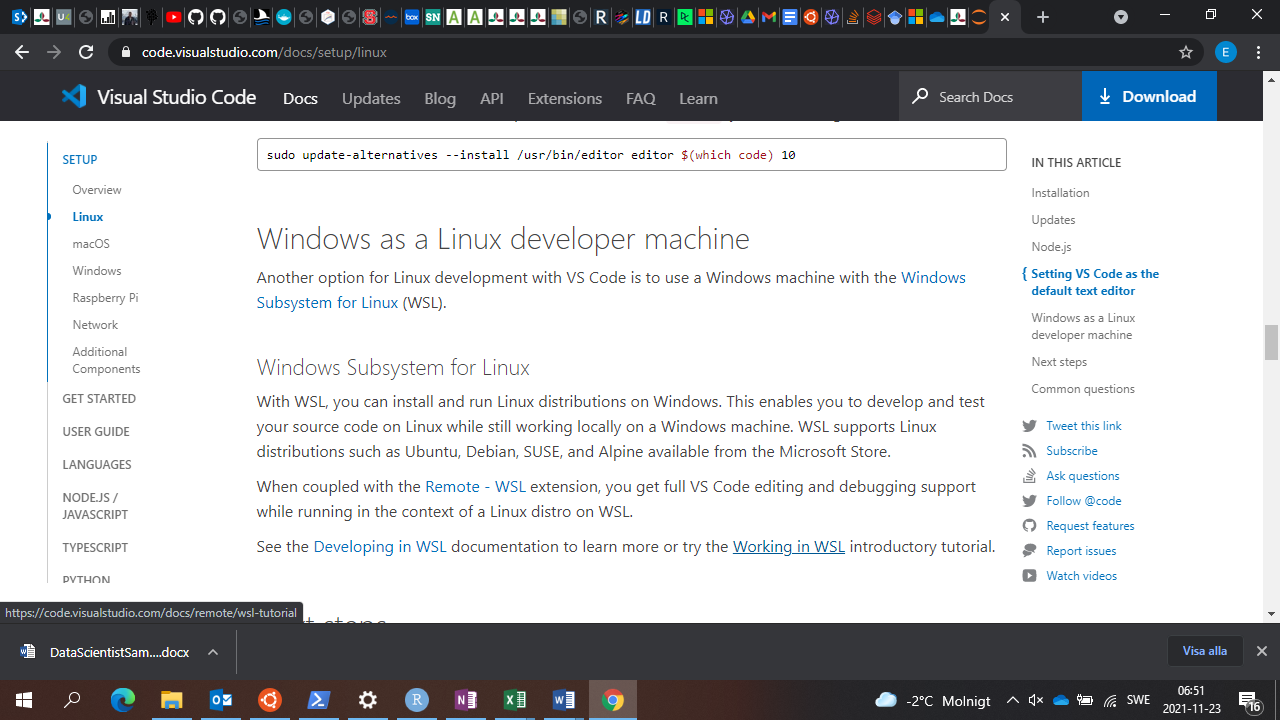 code.visualstudio.com/docs/setup/linux
E
Visual Studio Code
Docs
Updates
Blog
API
Extensions
FAQ
Learn
Search Docs
Download
sudo update-alternatives --install /usr/bin/editor editor $(which code) 10
SETUP
Overview
Linux
macOS
Windows
Raspberry Pi
Network
Additional
Components
GET STARTED
USER GUIDE
LANGUAGES
NODE.JS /
JAVASCRIPT
TYPESCRIPT
PYTHON
Windows as a Linux developer machine
Another option for Linux development with VS Code is to use a Windows machine with the Windows
Subsystem for Linux (WSL).
Windows Subsystem for Linux
With WSL, you can install and run Linux distributions on Windows. This enables you to develop and test
your source code on Linux while still working locally on a Windows machine. WSL supports Linux
distributions such as Ubuntu, Debian, SUSE, and Alpine available from the Microsoft Store.
When coupled with the Remote - WSL extension, you get full VS Code editing and debugging support
while running in the context of a Linux distro on WSL.
See the Developing in WSL documentation to learn more or try the Working in WSL introductory tutorial.
IN THIS ARTICLE
Installation
Updates
Node.js
Setting VS Code as the
default text editor
Windows as a Linux
developer machine
Next steps
Common questions
Tweet this link
Subscribe
Ask questions
Follow @code
Request features
Report issues
Watch videos
https://code.visualstudio.com/docs/remote/wsl-tutorial
DataScientistSam....docx
Visa alla
-2°C Molnigt
SWE
06:51
2021-11-23
16